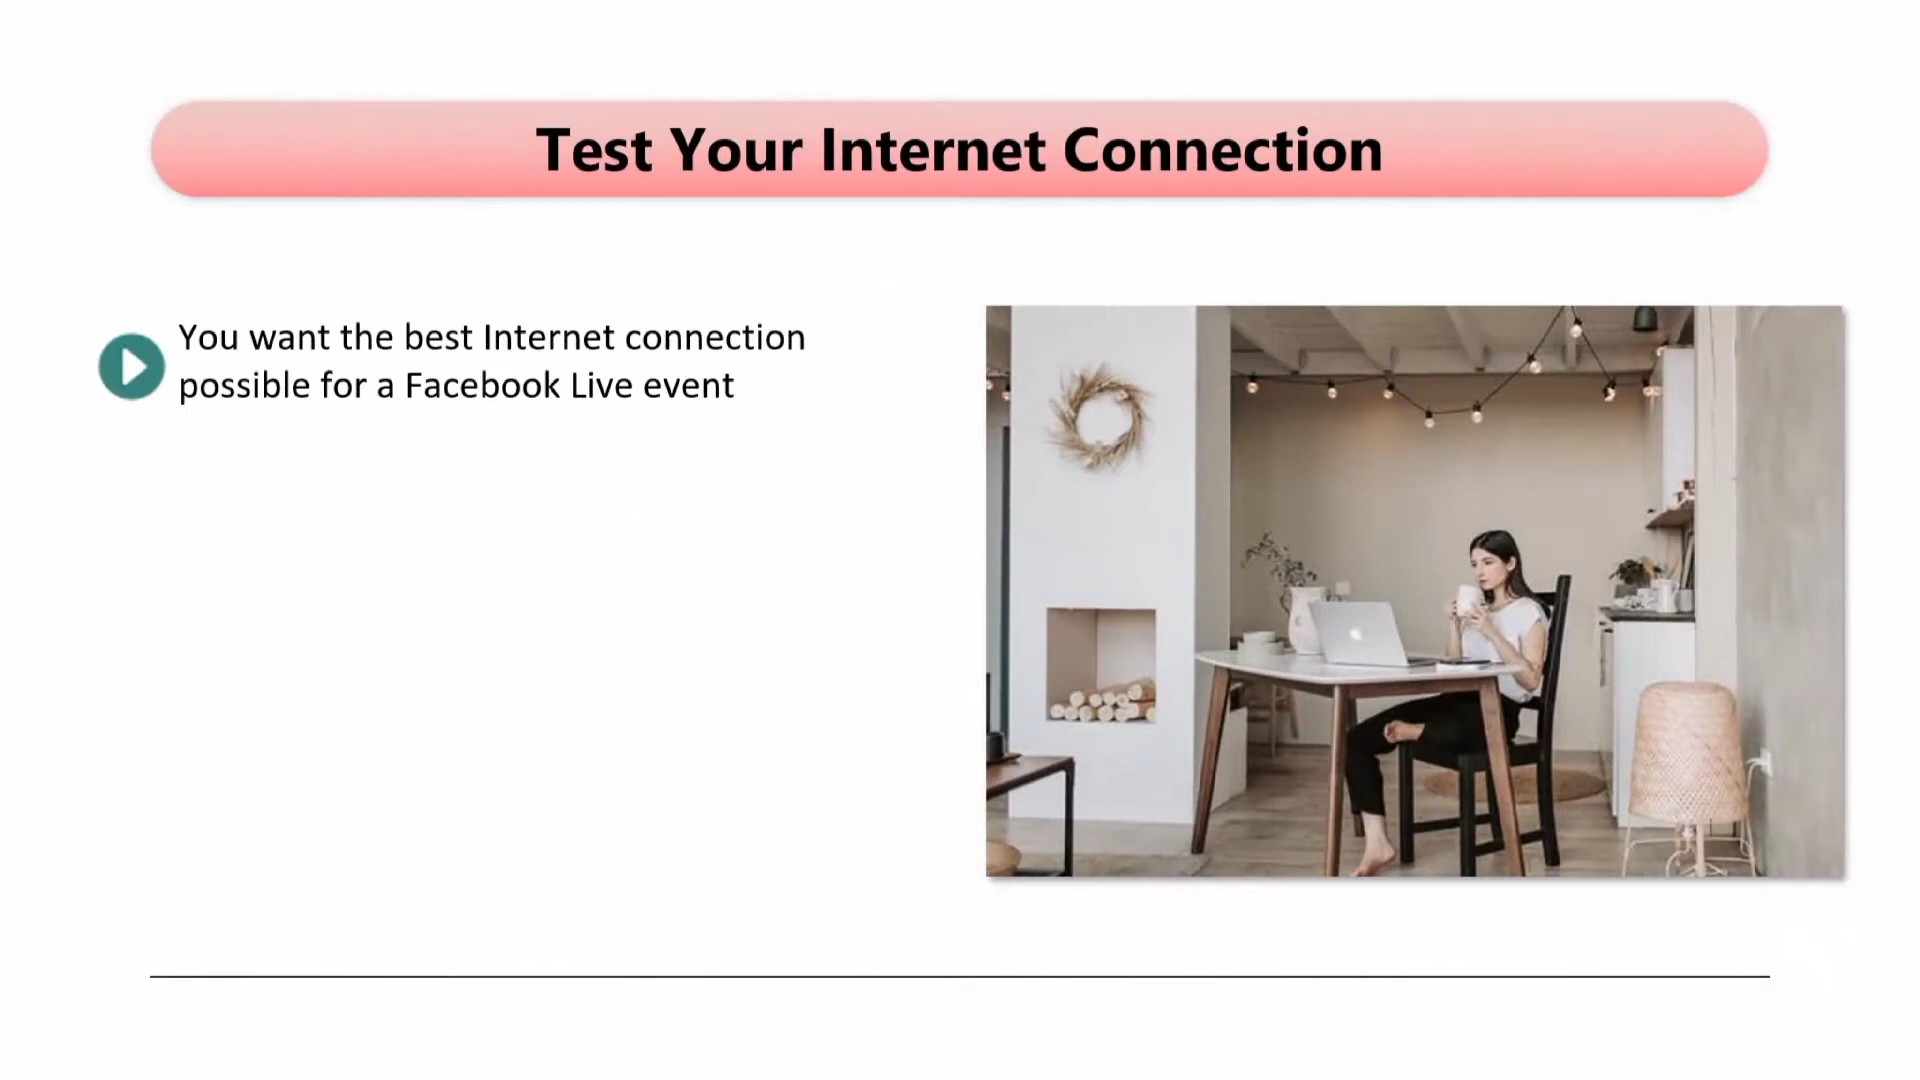 Test Your Internet Connection
You want the best Internet connection
possible for a Facebook Live event